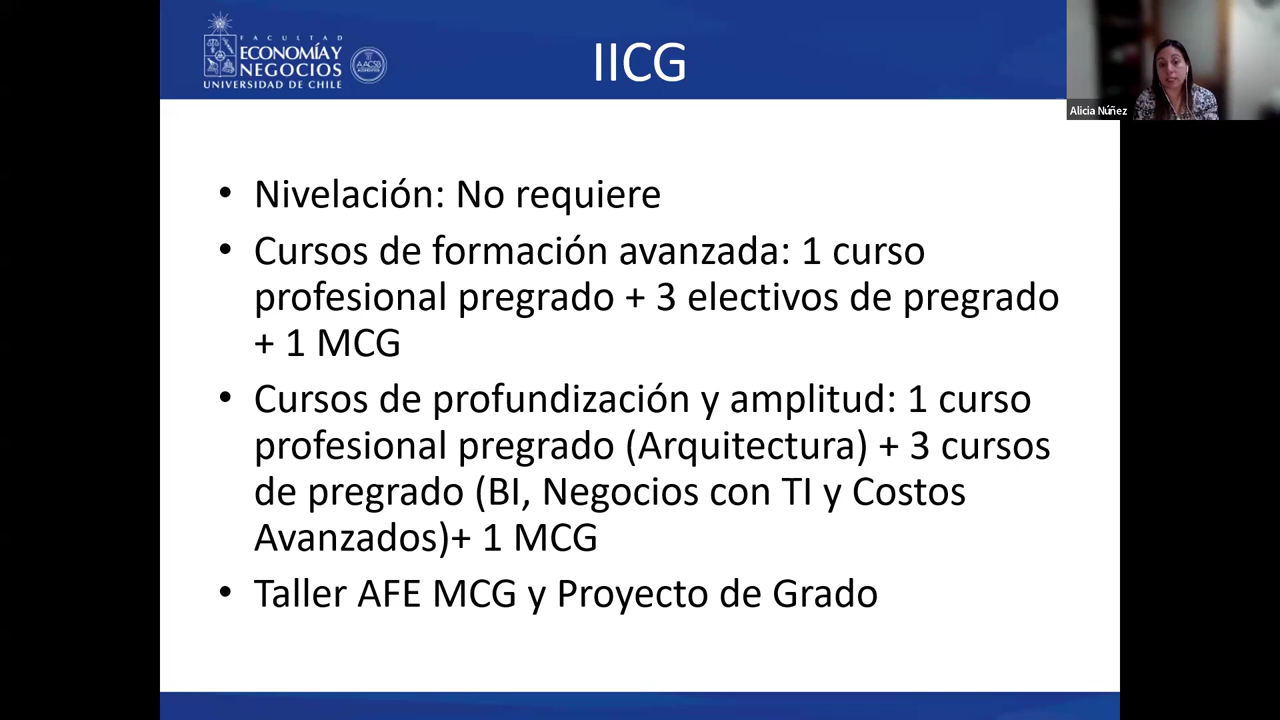 FACULTAD
ECONOMÍA Y
NEGOCIOS
UNIVERSIDAD DE CHILE
AACSB
ACCREDITED
IICG
Alicia Núñez
• Nivelación: No requiere
• Cursos de formación avanzada: 1 curso
profesional pregrado + 3 electivos de pregrado
+ 1 MCG
• Cursos de profundización y amplitud: 1 curso
profesional pregrado (Arquitectura) + 3 cursos
de pregrado (BI, Negocios con TI y Costos
Avanzados)+ 1 MCG
• Taller AFE MCG y Proyecto de Grado